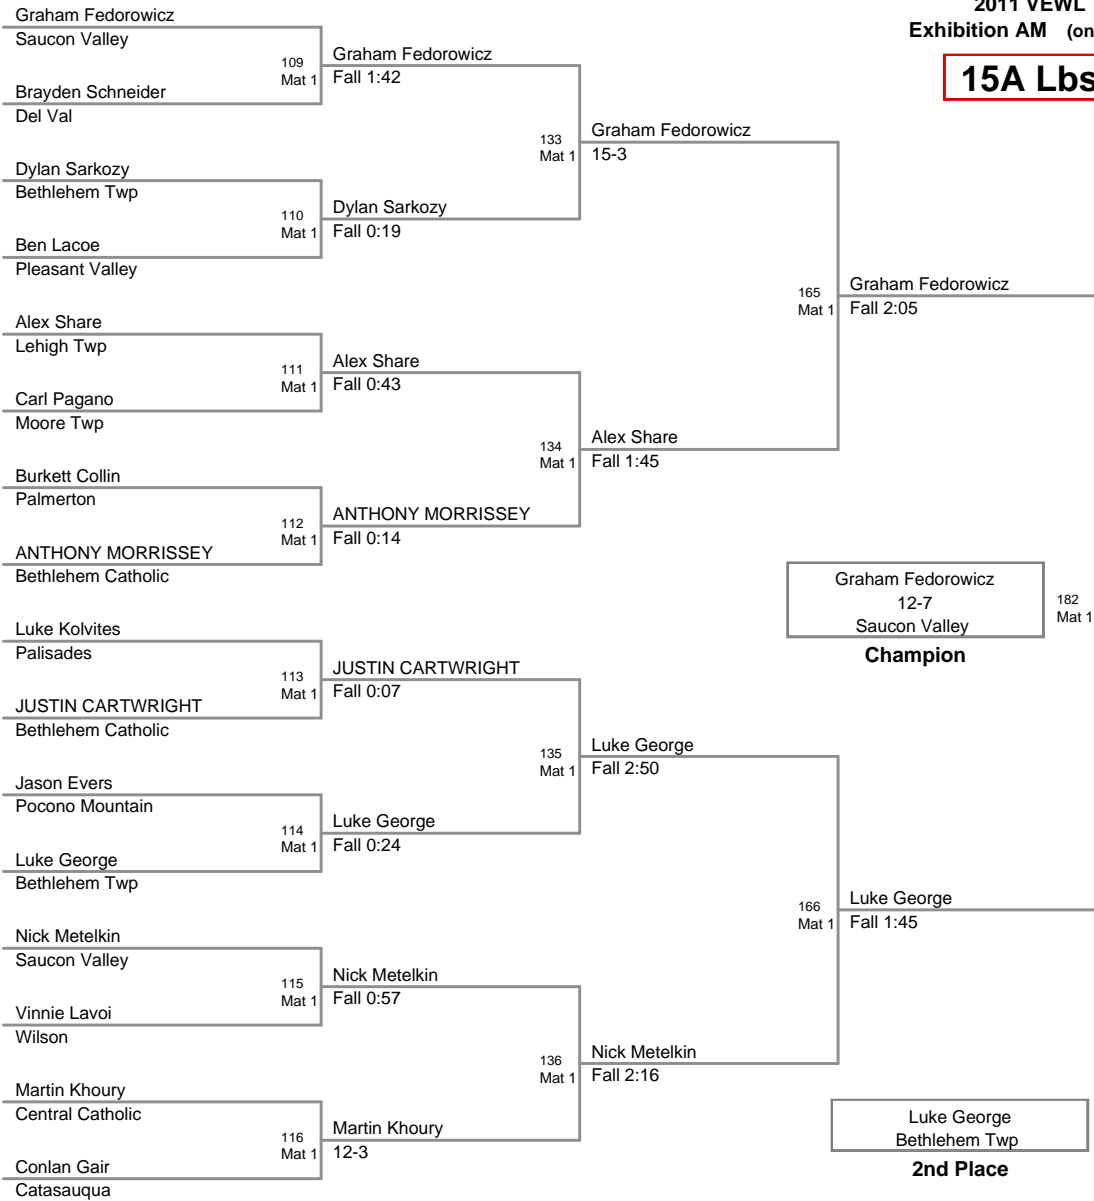 2011 VEWL
Exhibition AM (on
15A Lbs
Graham Fedorowicz
Saucon Valley
109
Mat 1
Brayden Schneider
Del Val
Graham Fedorowicz
Fall 1:42
Dylan Sarkozy
Bethlehem Twp
110
Mat 1
Ben Lacoe
Pleasant Valley
Dylan Sarkozy
Fall 0:19
133
Mat 1
Graham Fedorowicz
15-3
Alex Share
Lehigh Twp
111
Mat 1
Carl Pagano
Moore Twp
Alex Share
Fall 0:43
Burkett Collin
Palmerton
112
Mat 1
ANTHONY MORRISSEY
Bethlehem Catholic
ANTHONY MORRISSEY
Fall 0:14
134
Mat 1
Alex Share
Fall 1:45
165
Mat 1
Graham Fedorowicz
Fall 2:05
Luke Kolvites
Palisades
113
Mat 1
JUSTIN CARTWRIGHT
Bethlehem Catholic
JUSTIN CARTWRIGHT
Fall 0:07
Jason Evers
Pocono Mountain
114
Mat 1
Luke George
Bethlehem Twp
Luke George
Fall 0:24
135
Mat 1
Luke George
Fall 2:50
Nick Metelkin
Saucon Valley
115
Mat 1
Vinnie Lavoi
Wilson
Nick Metelkin
Fall 0:57
Martin Khoury
Central Catholic
116
Mat 1
Conlan Gair
Catasauqua
Martin Khoury
12-3
136
Mat 1
Nick Metelkin
Fall 2:16
166
Mat 1
Luke George
Fall 1:45
Graham Fedorowicz
12-7
Saucon Valley
Champion
182
Mat 1
Luke George
Bethlehem Twp
2nd Place